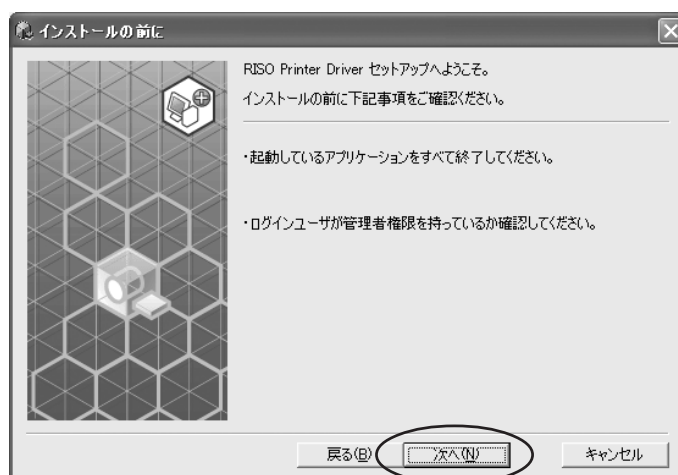 インストールの前に
RISO Printer Driver セットアップへようこそ。
インストールの前に下記事項をご確認ください。
・起動しているアプリケーションをすべて終了してください。
・ログインユーザが管理者権限を持っているか確認してください。
戻る(B) 次へ(N) キャンセル